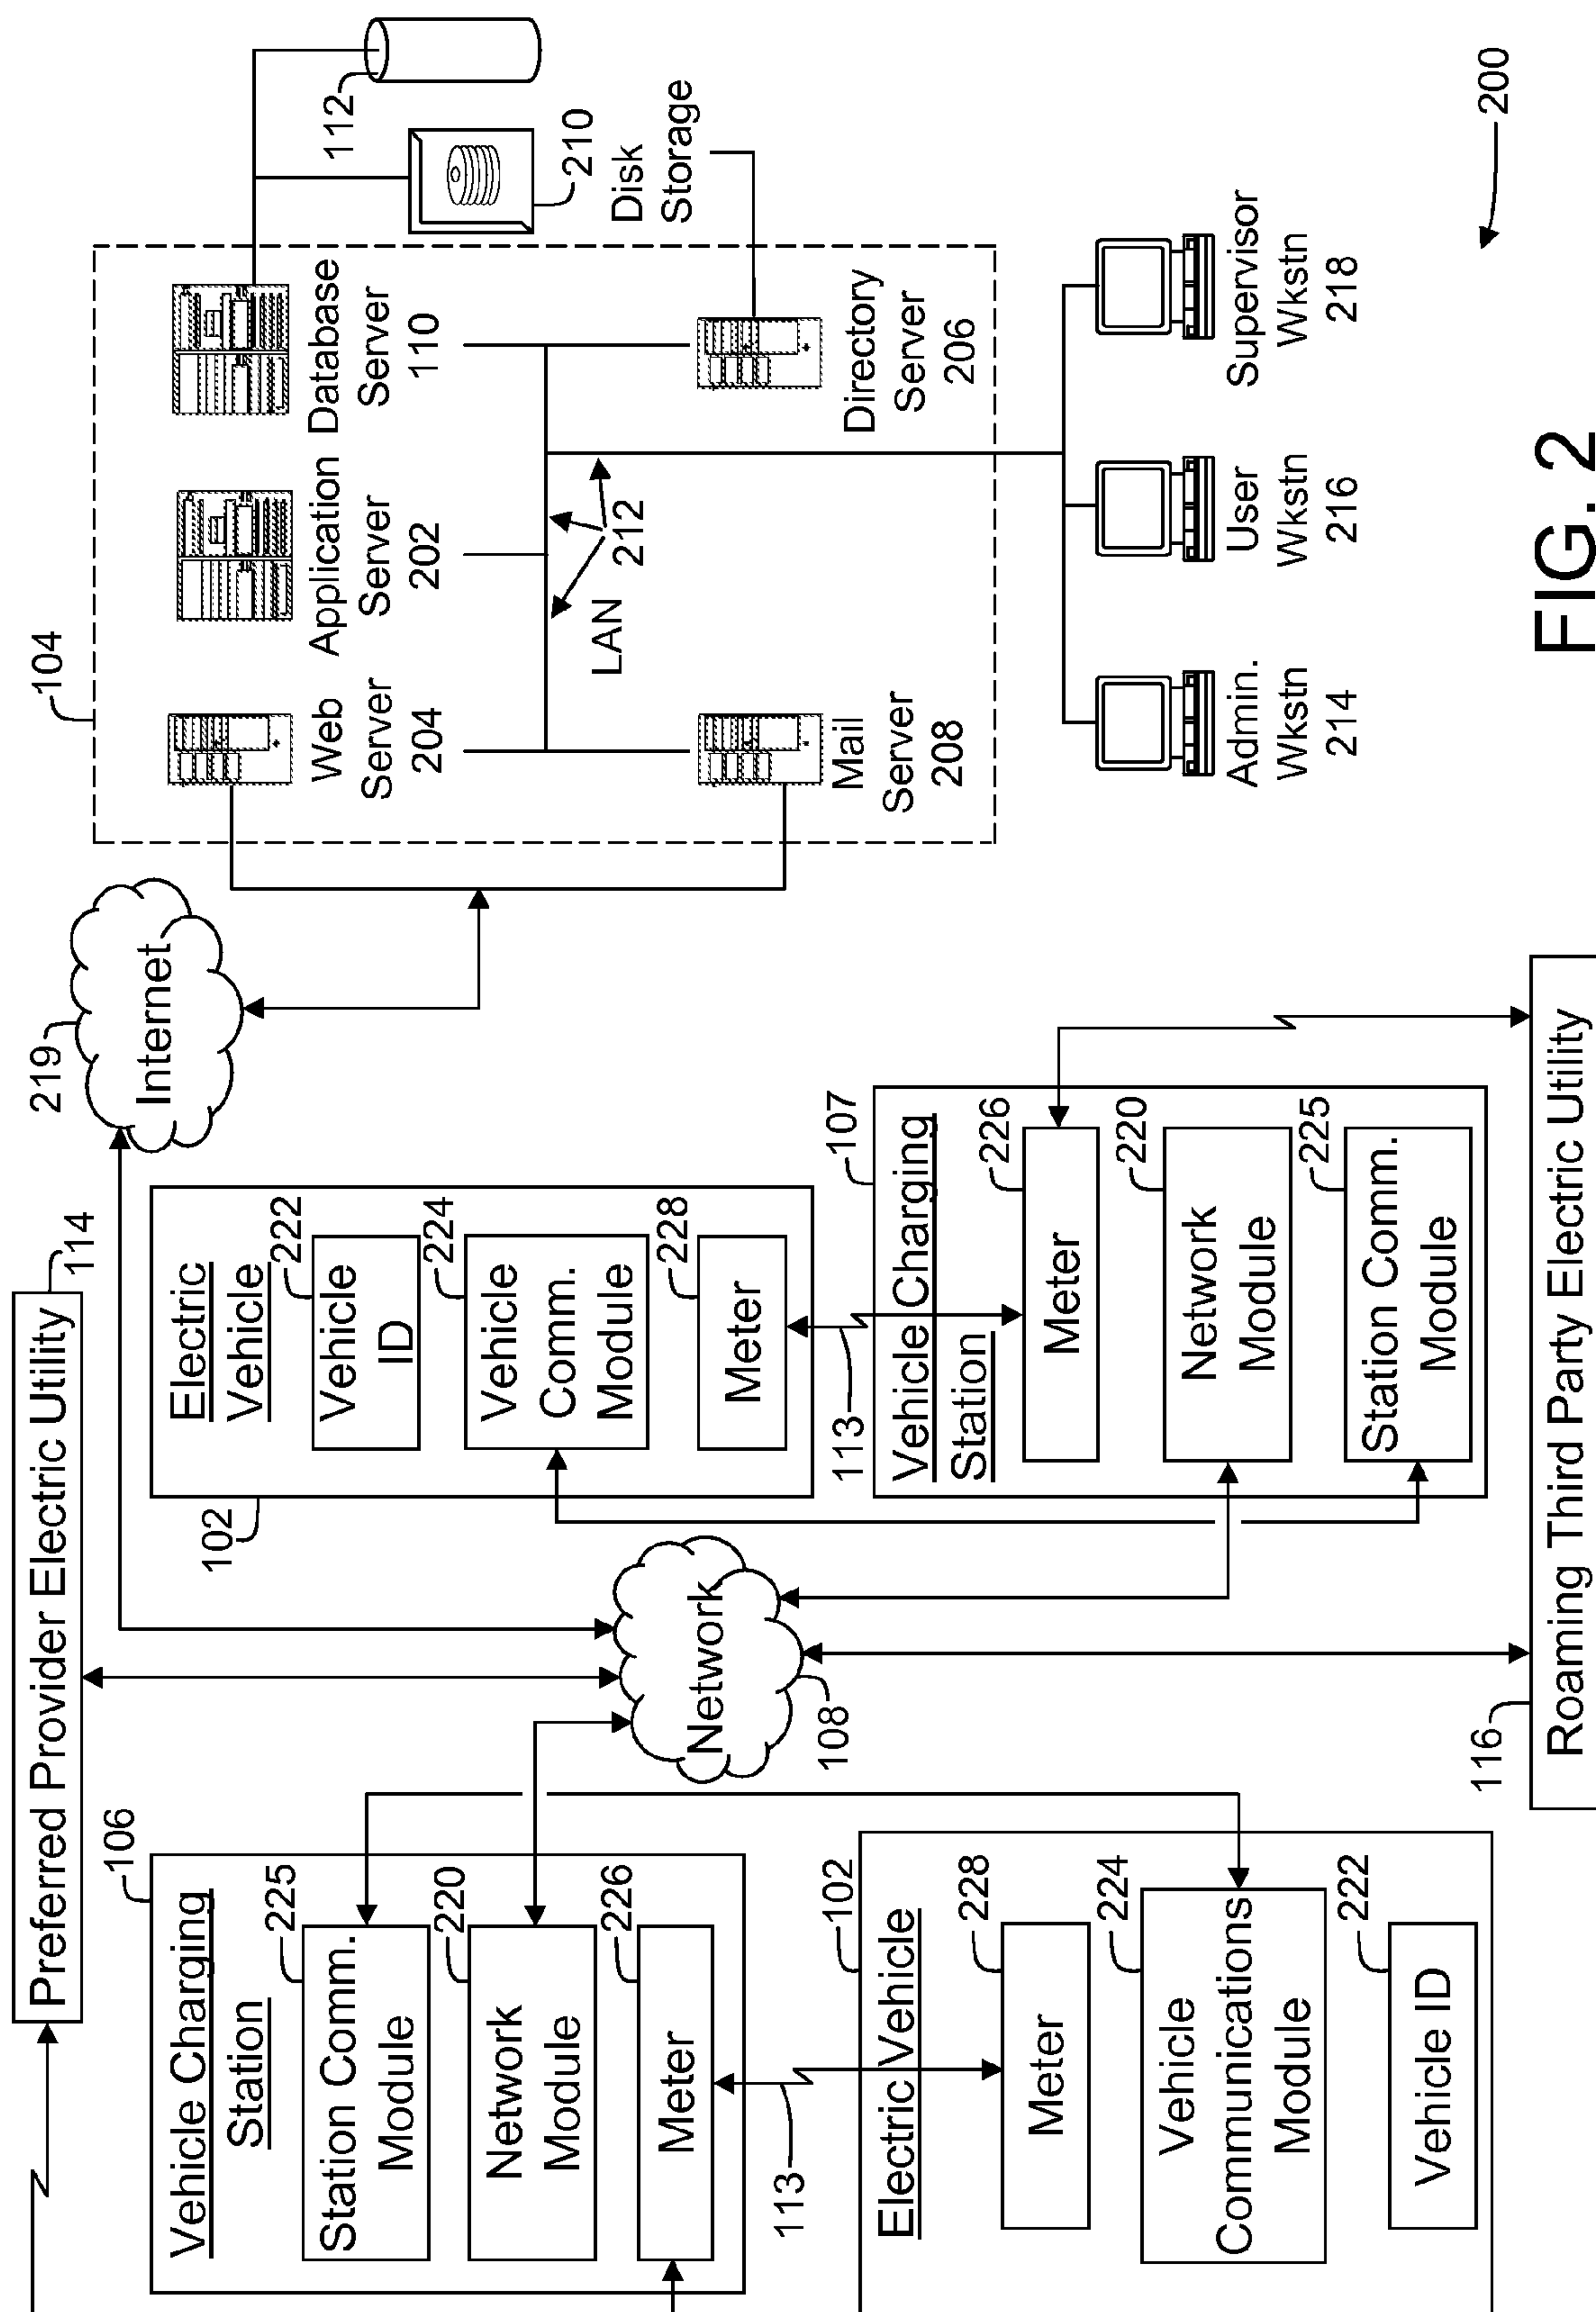 Preferred Provider Electric Utility
114
106
Vehicle Charging
Station
225
Station Comm.
Module
220
Network
Module
226
Meter
113
102
Electric Vehicle
228
Meter
224
Vehicle
Communications
Module
222
Vehicle ID
Network
108
102
Electric
Vehicle
222
Vehicle
ID
224
Vehicle
Comm.
Module
228
Meter
113
107
Vehicle Charging
Station
226
Meter
220
Network
Module
225
Station Comm.
Module
116
Roaming Third Party Electric Utility
219
Internet
104
Web
Server
204
Application
Server
202
Database
Server
110
LAN
212
Mail
Server
208
Directory
Server
206
112
210
Disk
Storage
Admin.
Wkstn
214
User
Wkstn
216
Supervisor
Wkstn
218
200
FIG. 2